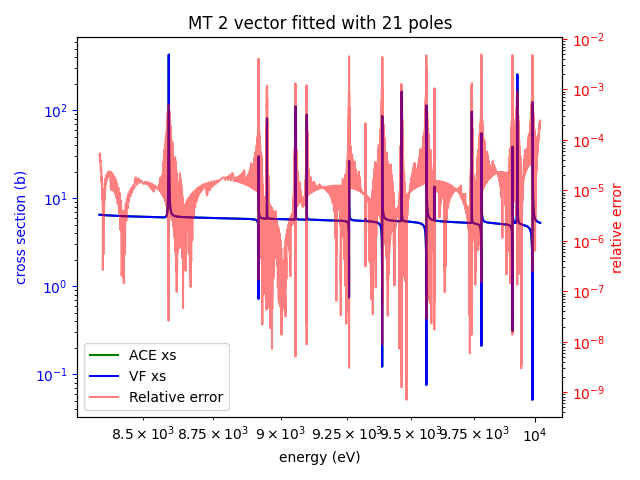 MT 2 vector fitted with 21 poles
cross section (b)
10²
10¹
10⁰
10⁻¹
10⁻²
10⁻³
10⁻⁴
10⁻⁵
10⁻⁶
10⁻⁷
10⁻⁸
10⁻⁹
relative error
ACE xs
VF xs
Relative error
8.5 × 10³ 8.75 × 10³ 9 × 10³ 9.25 × 10³ 9.5 × 10³ 9.75 × 10³ 10⁴
energy (eV)